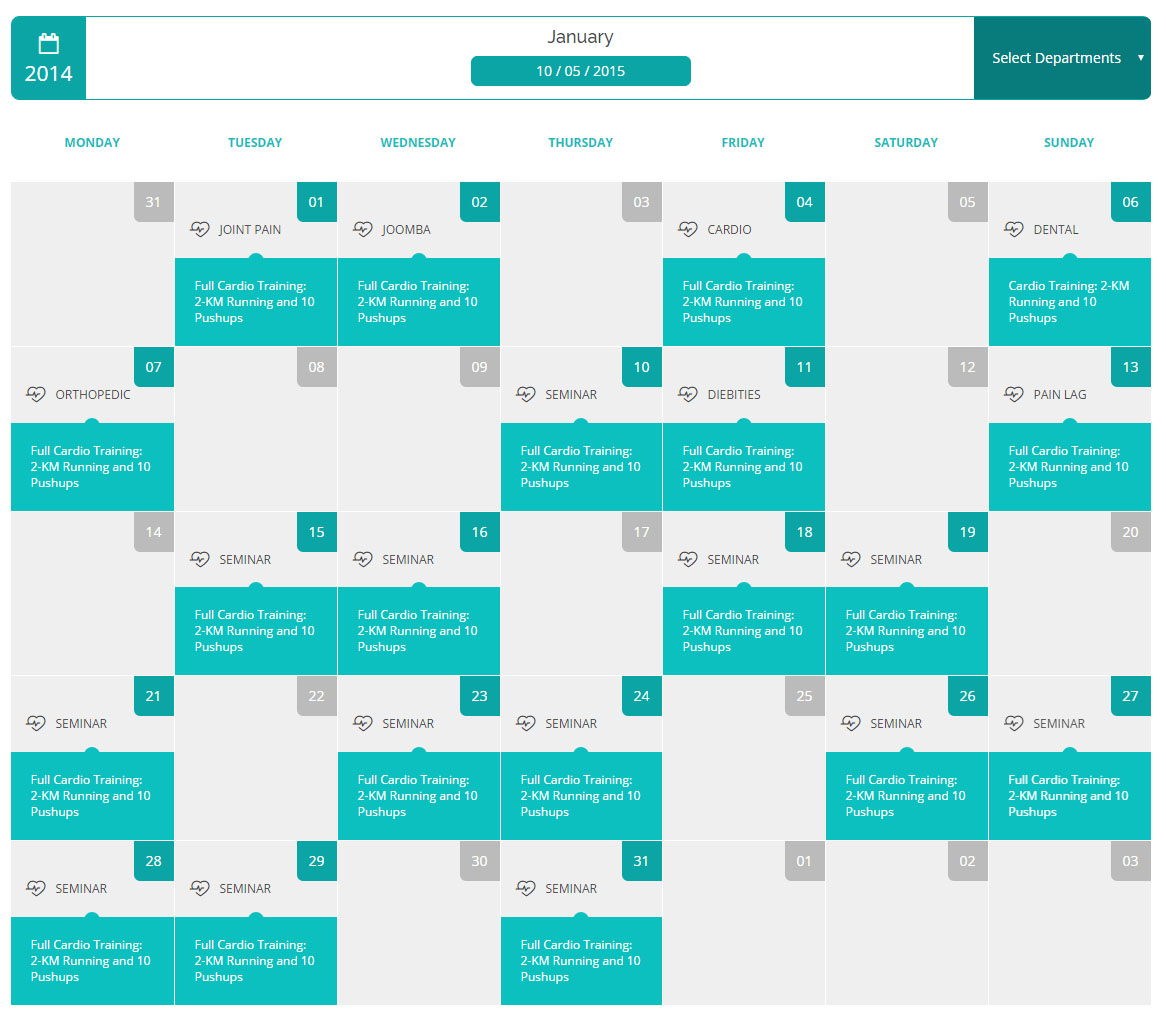 2014
January
10 / 05 / 2015
Select Departments
MONDAY TUESDAY WEDNESDAY THURSDAY FRIDAY SATURDAY SUNDAY
31
01
JOINT PAIN
Full Cardio Training:
2-KM Running and 10
Pushups
02
JOOMBA
Full Cardio Training:
2-KM Running and 10
Pushups
03
04
CARDIO
Full Cardio Training:
2-KM Running and 10
Pushups
05
06
DENTAL
Cardio Training: 2-KM
Running and 10
Pushups
07
ORTHOPEDIC
Full Cardio Training:
2-KM Running and 10
Pushups
08
09
10
SEMINAR
Full Cardio Training:
2-KM Running and 10
Pushups
11
DIEBITIES
Full Cardio Training:
2-KM Running and 10
Pushups
12
13
PAIN LAG
Full Cardio Training:
2-KM Running and 10
Pushups
14
15
SEMINAR
Full Cardio Training:
2-KM Running and 10
Pushups
16
SEMINAR
Full Cardio Training:
2-KM Running and 10
Pushups
17
18
SEMINAR
Full Cardio Training:
2-KM Running and 10
Pushups
19
SEMINAR
Full Cardio Training:
2-KM Running and 10
Pushups
20
21
SEMINAR
Full Cardio Training:
2-KM Running and 10
Pushups
22
23
SEMINAR
Full Cardio Training:
2-KM Running and 10
Pushups
24
SEMINAR
Full Cardio Training:
2-KM Running and 10
Pushups
25
26
SEMINAR
Full Cardio Training:
2-KM Running and 10
Pushups
27
SEMINAR
Full Cardio Training:
2-KM Running and 10
Pushups
28
SEMINAR
Full Cardio Training:
2-KM Running and 10
Pushups
29
SEMINAR
Full Cardio Training:
2-KM Running and 10
Pushups
30
31
SEMINAR
Full Cardio Training:
2-KM Running and 10
Pushups
01
02
03